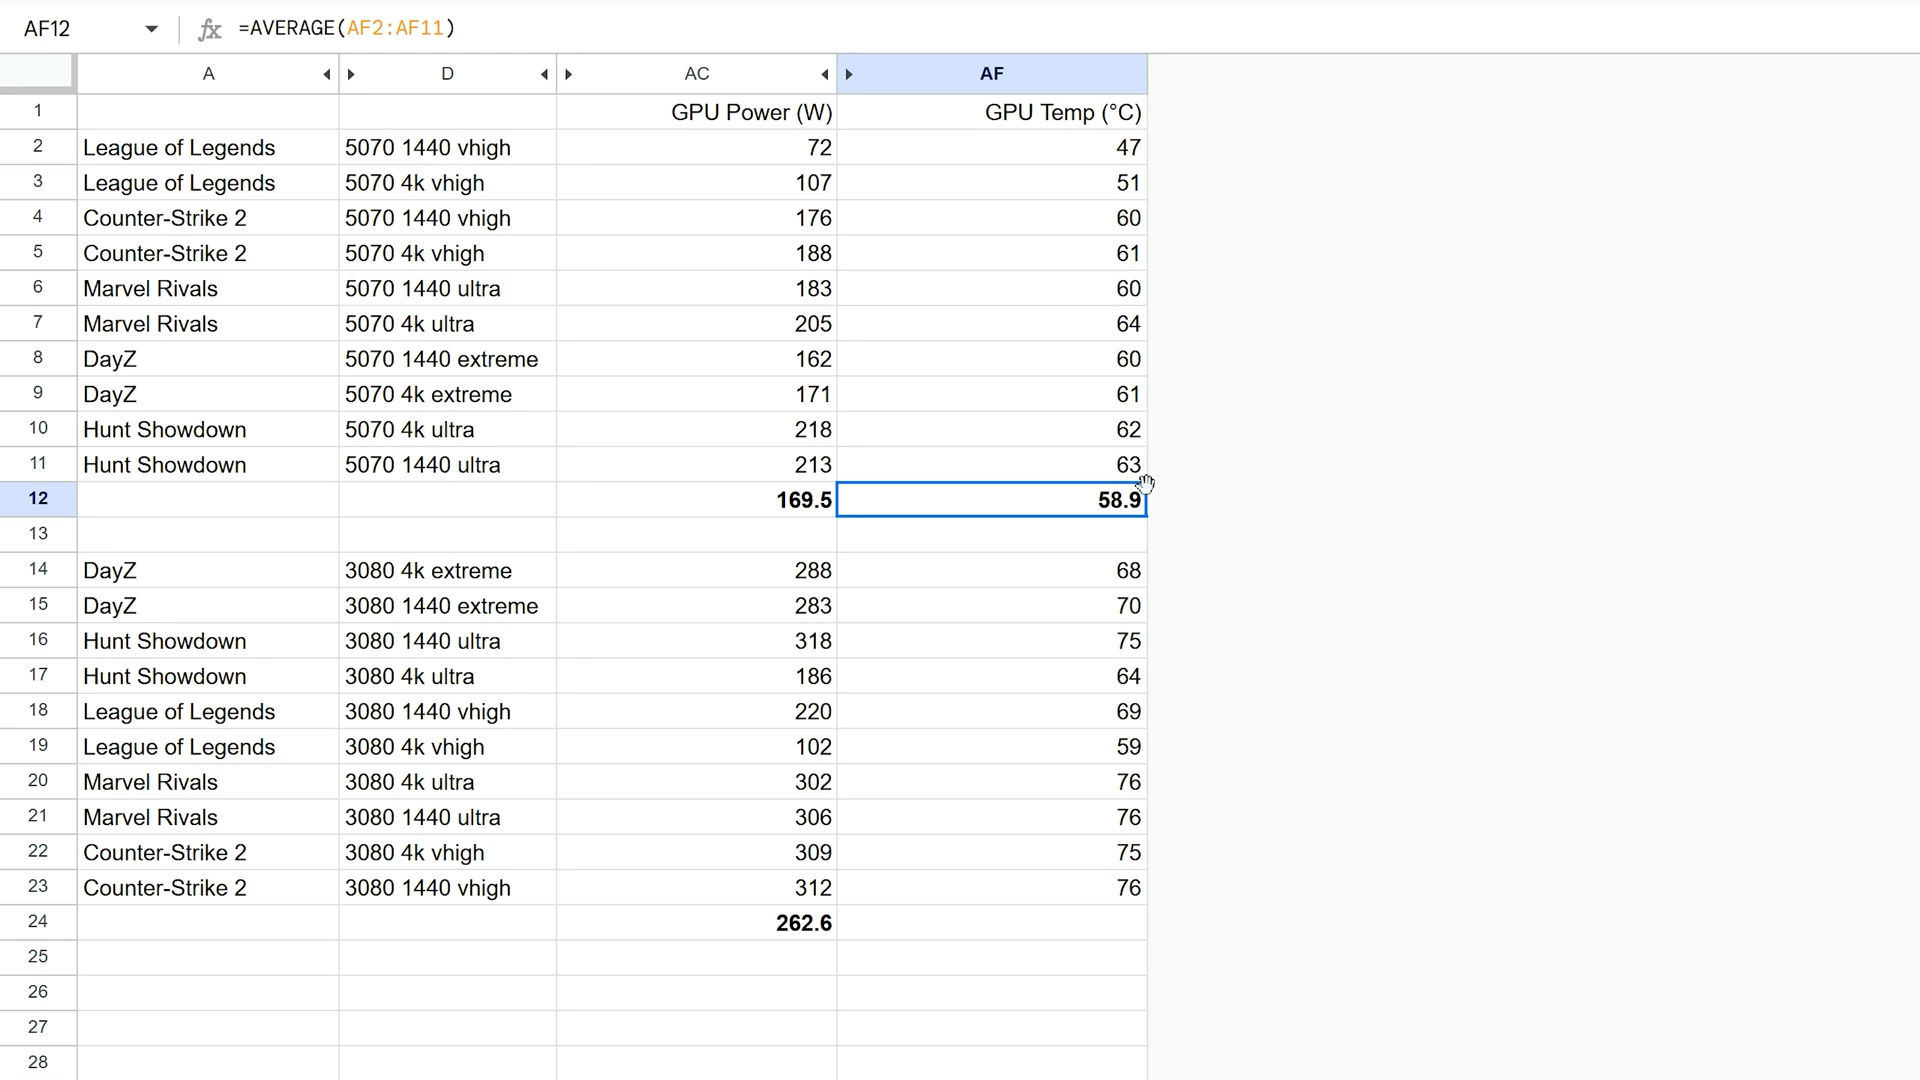 AF12 fx =AVERAGE(AF2:AF11)
A D AC AF
1 GPU Power (W) GPU Temp (°C)
2 League of Legends 5070 1440 vhigh 72 47
3 League of Legends 5070 4k vhigh 107 51
4 Counter-Strike 2 5070 1440 vhigh 176 60
5 Counter-Strike 2 5070 4k vhigh 188 61
6 Marvel Rivals 5070 1440 ultra 183 60
7 Marvel Rivals 5070 4k ultra 205 64
8 DayZ 5070 1440 extreme 162 60
9 DayZ 5070 4k extreme 171 61
10 Hunt Showdown 5070 4k ultra 218 62
11 Hunt Showdown 5070 1440 ultra 213 63
12 169.5 58.9
13
14 DayZ 3080 4k extreme 288 68
15 DayZ 3080 1440 extreme 283 70
16 Hunt Showdown 3080 1440 ultra 318 75
17 Hunt Showdown 3080 4k ultra 186 64
18 League of Legends 3080 1440 vhigh 220 69
19 League of Legends 3080 4k vhigh 102 59
20 Marvel Rivals 3080 4k ultra 302 76
21 Marvel Rivals 3080 1440 ultra 306 76
22 Counter-Strike 2 3080 4k vhigh 309 75
23 Counter-Strike 2 3080 1440 vhigh 312 76
24 262.6
25
26
27
28